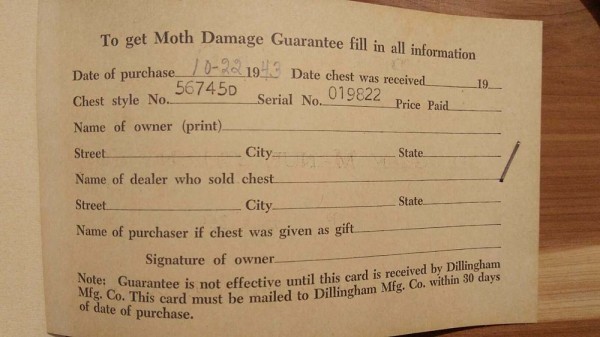 To get Moth Damage Guarantee fill in all information
Date of purchase 10-22 1943 Date chest was received 19
Chest style No. 56745D Serial No. 019822 Price Paid
Name of owner (print)
Street City State
Name of dealer who sold chest
Street City State
Name of purchaser if chest was given as gift
Signature of owner
Note: Guarantee is not effective until this card is received by Dillingham
Mfg. Co. This card must be mailed to Dillingham Mfg. Co. within 30 days
of date of purchase.